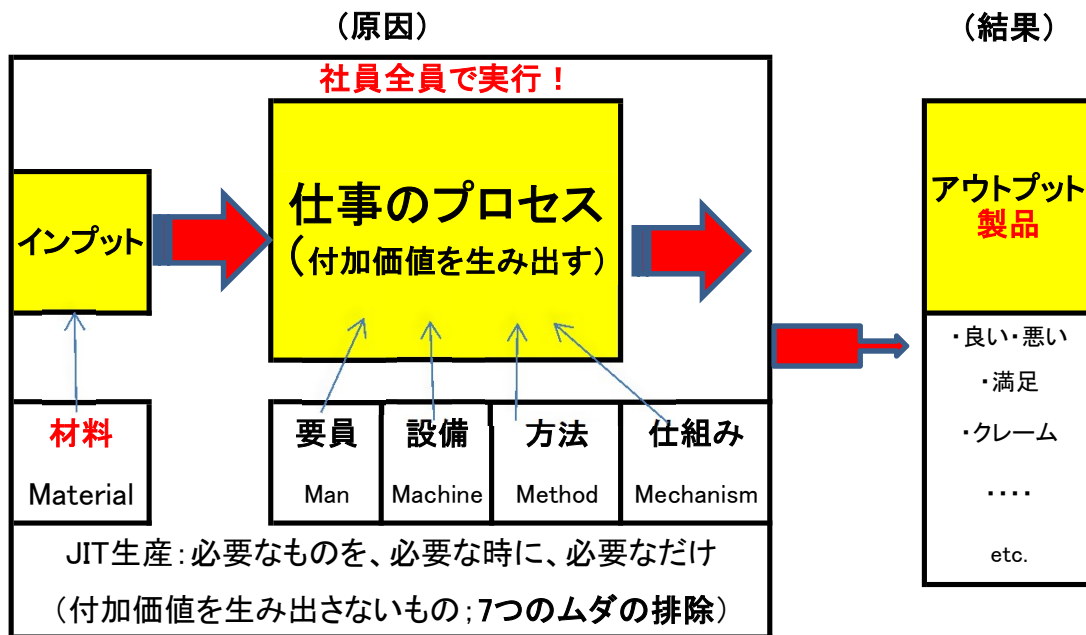 （原因）
（結果）
社員全員で実行！
インプット
仕事のプロセス
（付加価値を生み出す）
アウトプット
製品
・良い・悪い
・満足
・クレーム
・・・・
etc.
材料
Material
要員
Man
設備
Machine
方法
Method
仕組み
Mechanism
JIT生産：必要なものを、必要な時に、必要なだけ
（付加価値を生み出さないもの；7つのムダの排除）